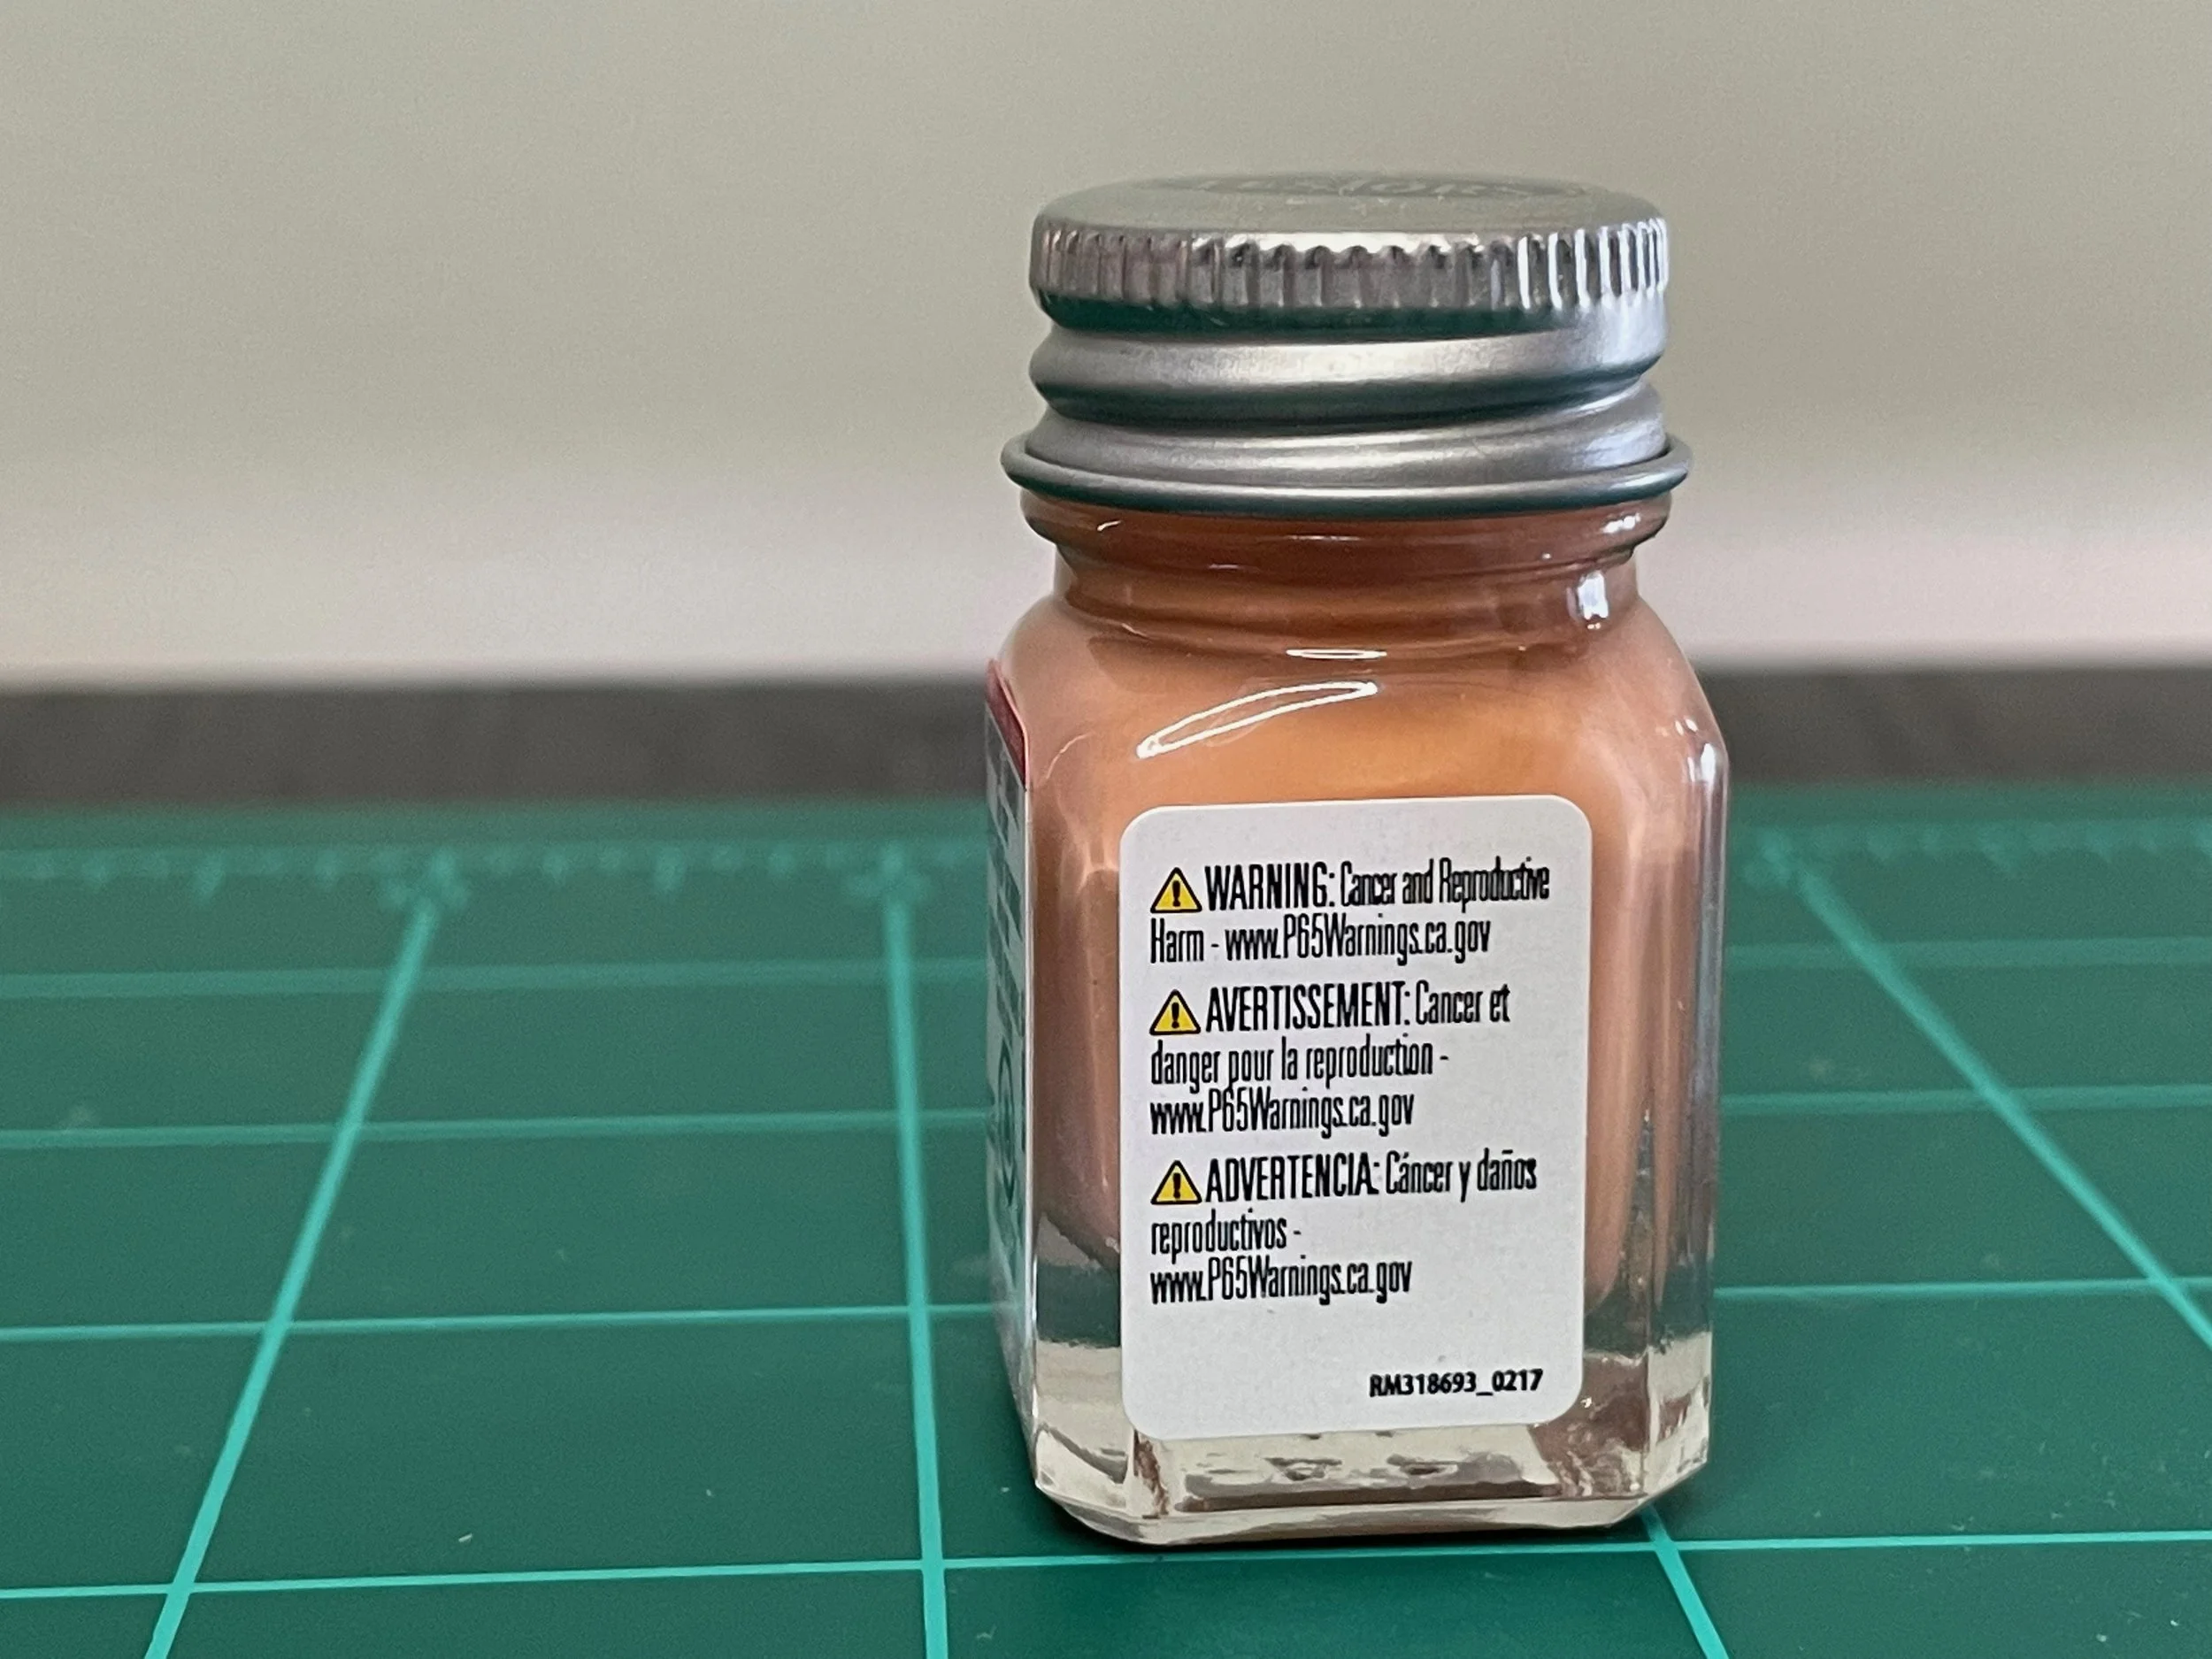 WARNING: Cancer and Reproductive
Harm - www.P65Warnings.ca.gov
AVERTISSEMENT: Cancer et
danger pour la reproduction -
www.P65Warnings.ca.gov
ADVERTENCIA: Cáncer y daños
reproductivos -
www.P65Warnings.ca.gov
RM318693_0217